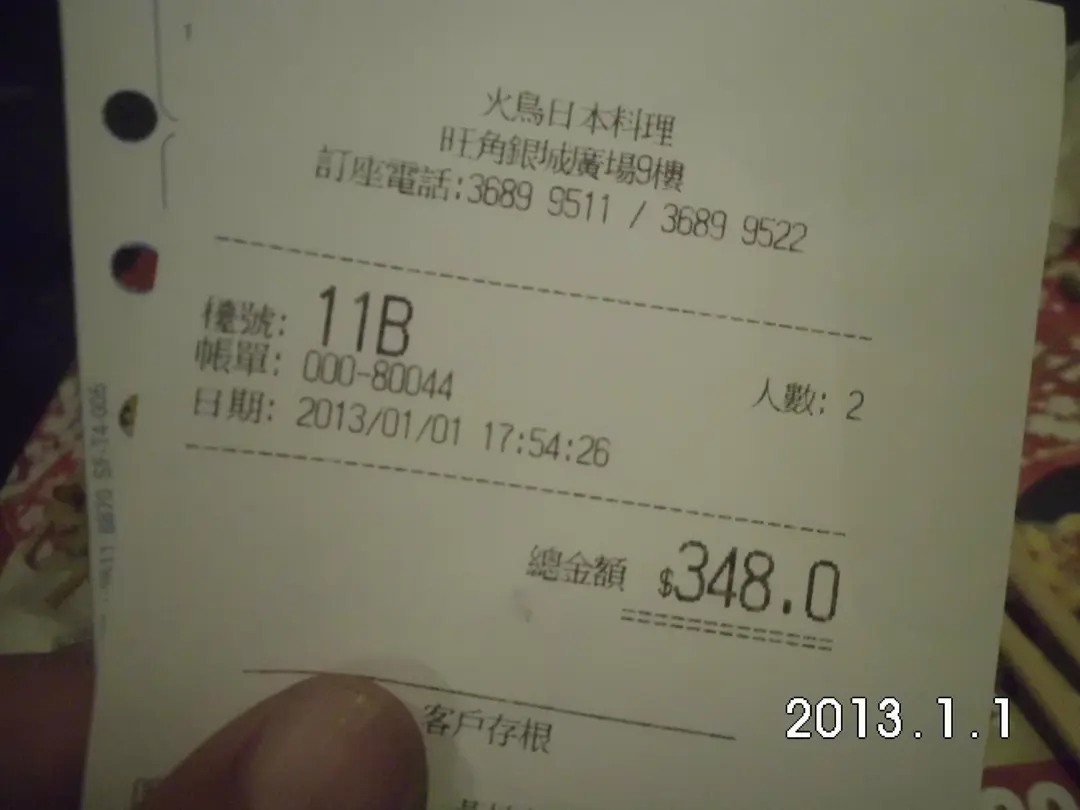 火鳥日本料理
旺角銀城廣場9樓
訂座電話:3689 9511 / 3689 9522
檯號: 11B
帳單: 000-80044
人數: 2
日期: 2013/01/01 17:54:26
總金額 $348.0
客戶存根
2013.1.1